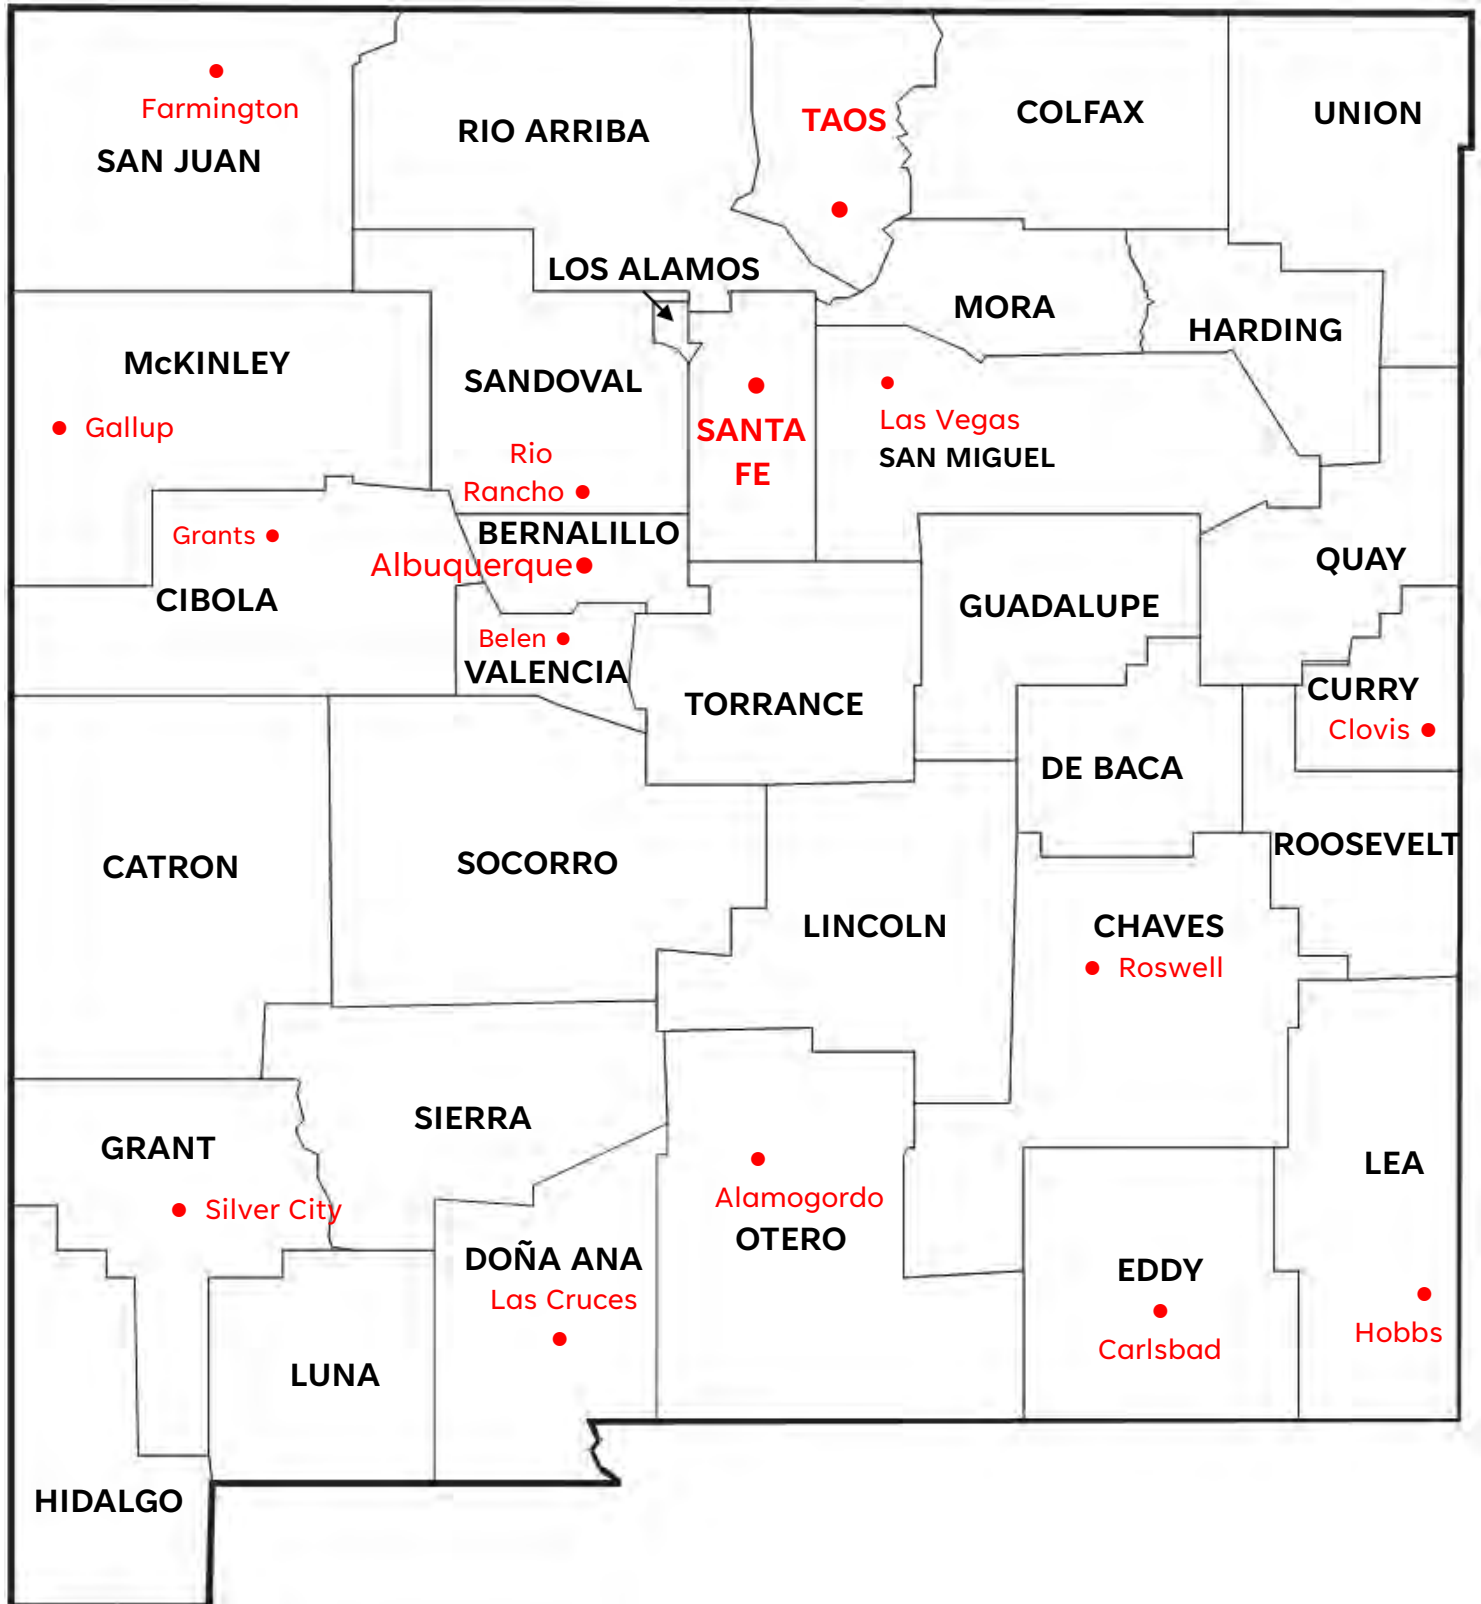 COLFAX
UNION
Farmington
TAOS
RIO ARRIBA
SAN JUAN
LOS ALAMOS
MORA
HARDING
McKINLEY
SANDOVAL
Gallup
SANTA
FE
Las Vegas
SAN MIGUEL
Rio
Rancho
Grants
BERNALILLO
Albuquerque
QUAY
CIBOLA
GUADALUPE
Belen
VALENCIA
TORRANCE
CURRY
Clovis
DE BACA
ROOSEVELT
CATRON
SOCORRO
LINCOLN
CHAVES
Roswell
SIERRA
GRANT
LEA
Silver City
Alamogordo
OTERO
DOÑA ANA
Las Cruces
EDDY
Carlsbad
Hobbs
LUNA
HIDALGO